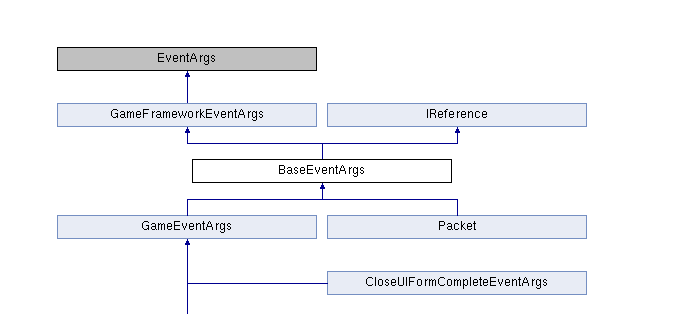 EventArgs
GameFrameworkEventArgs
IReference
BaseEventArgs
GameEventArgs
Packet
CloseUIFormCompleteEventArgs